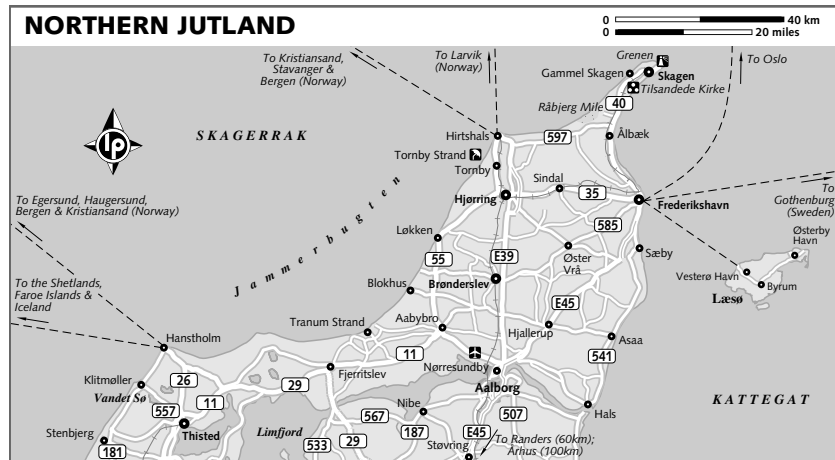 NORTHERN JUTLAND
0 40 km
0 20 miles
To Kristiansand,
Stavanger &
Bergen (Norway)
To Larvik
(Norway)
To Oslo
Grenen
Gammel Skagen
Skagen
Tilsandede Kirke
Råbjerg Mile
40
lp
SKAGERRAK
Hirtshals
597
Ålbæk
Tornby Strand
Tornby
Sindal
35
Hjørring
Frederikshavn
To
Gothenburg
(Sweden)
To Egersund, Haugersund,
Bergen & Kristiansand (Norway)
Jammerbugten
585
Løkken
55
E39
Øster
Vrå
Sæby
Østerby
Havn
Vesterø Havn
Byrum
Læsø
To the Shetlands,
Faroe Islands &
Iceland
Blokhus
Brønderslev
E45
Tranum Strand
Aabybro
Hjallerup
Asaa
Hanstholm
11
541
Nørresundby
Klitmøller
26
29
Fjerritslev
Aalborg
Vandet Sø
11
557
567
Nibe
507
Hals
KATTEGAT
Stenbjerg
Thisted
Limfjord
533
29
187
E45
To Randers (60km);
Århus (100km)
181
Støvring